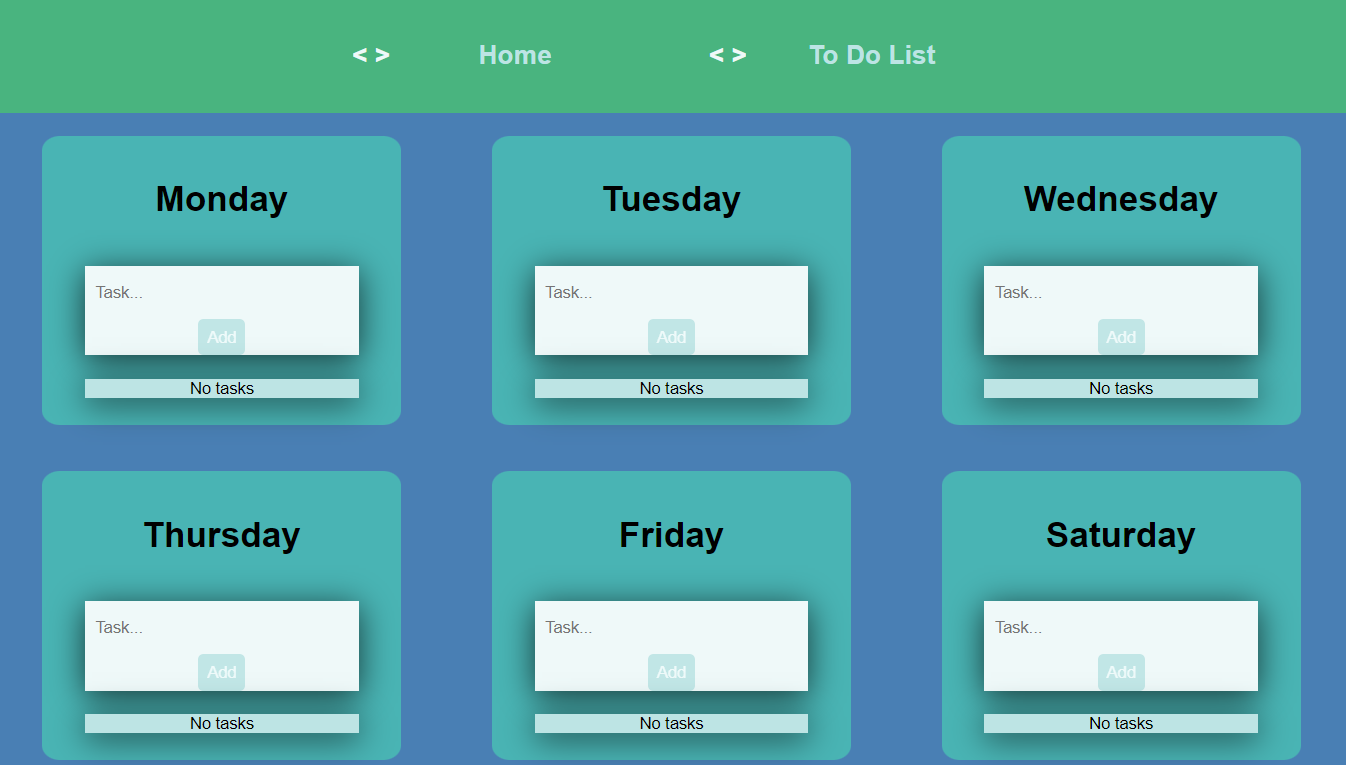 < > Home < > To Do List
Monday Tuesday Wednesday
Task... Task... Task...
Add Add Add
No tasks No tasks No tasks
Thursday Friday Saturday
Task... Task... Task...
Add Add Add
No tasks No tasks No tasks